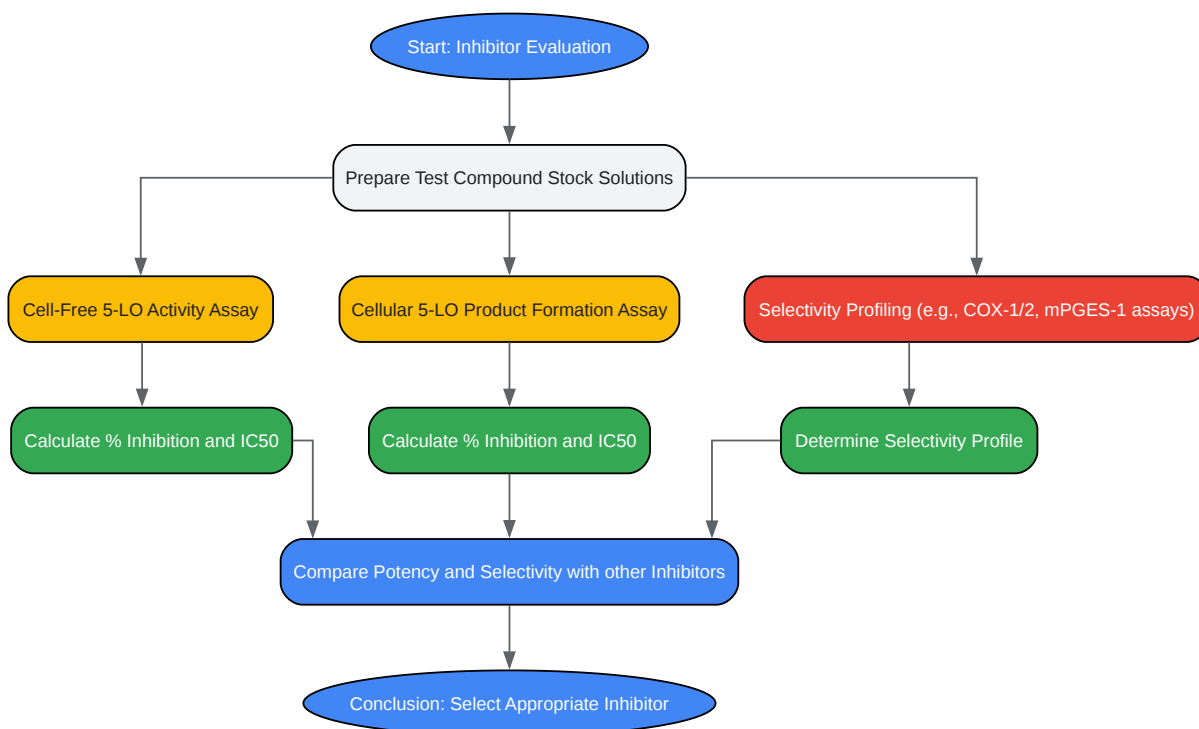 Start: Inhibitor Evaluation
Prepare Test Compound Stock Solutions
Cell-Free 5-LO Activity Assay
Cellular 5-LO Product Formation Assay
Selectivity Profiling (e.g., COX-1/2, mPGES-1 assays)
Calculate % Inhibition and IC50
Calculate % Inhibition and IC50
Determine Selectivity Profile
Compare Potency and Selectivity with other Inhibitors
Conclusion: Select Appropriate Inhibitor